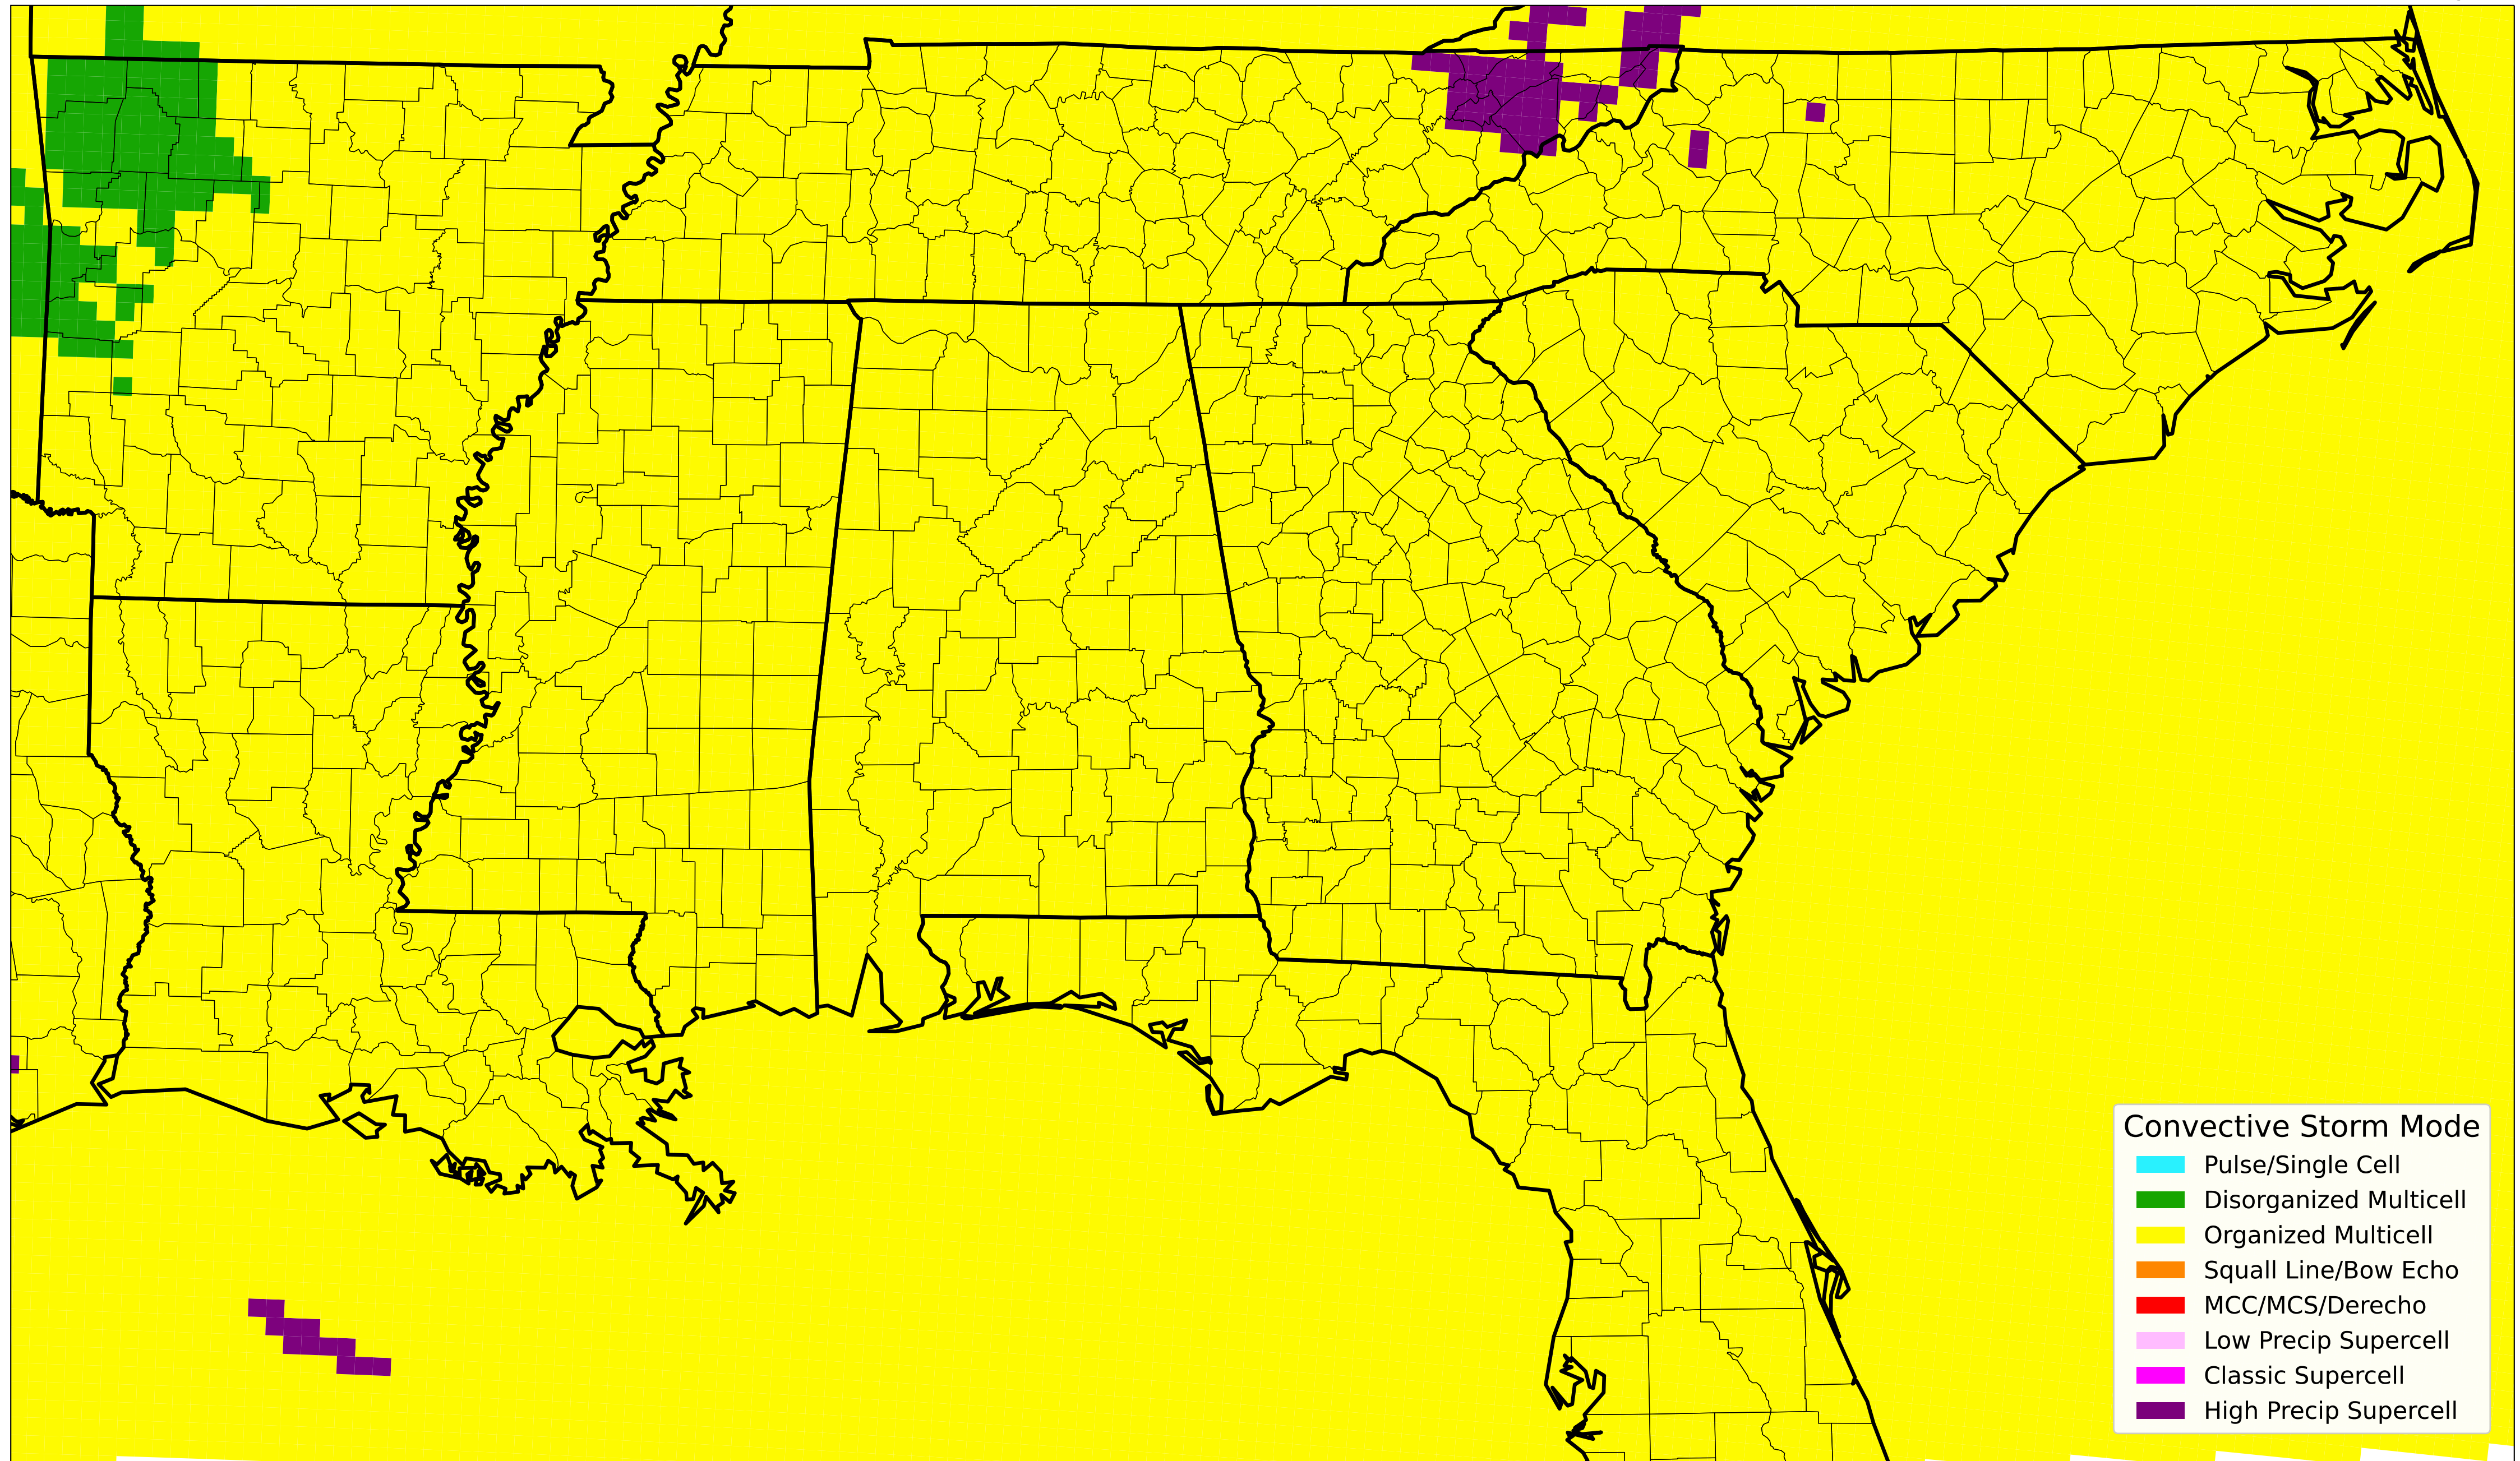 Convective Storm Mode
Pulse/Single Cell
Disorganized Multicell
Organized Multicell
Squall Line/Bow Echo
MCC/MCS/Derecho
Low Precip Supercell
Classic Supercell
High Precip Supercell